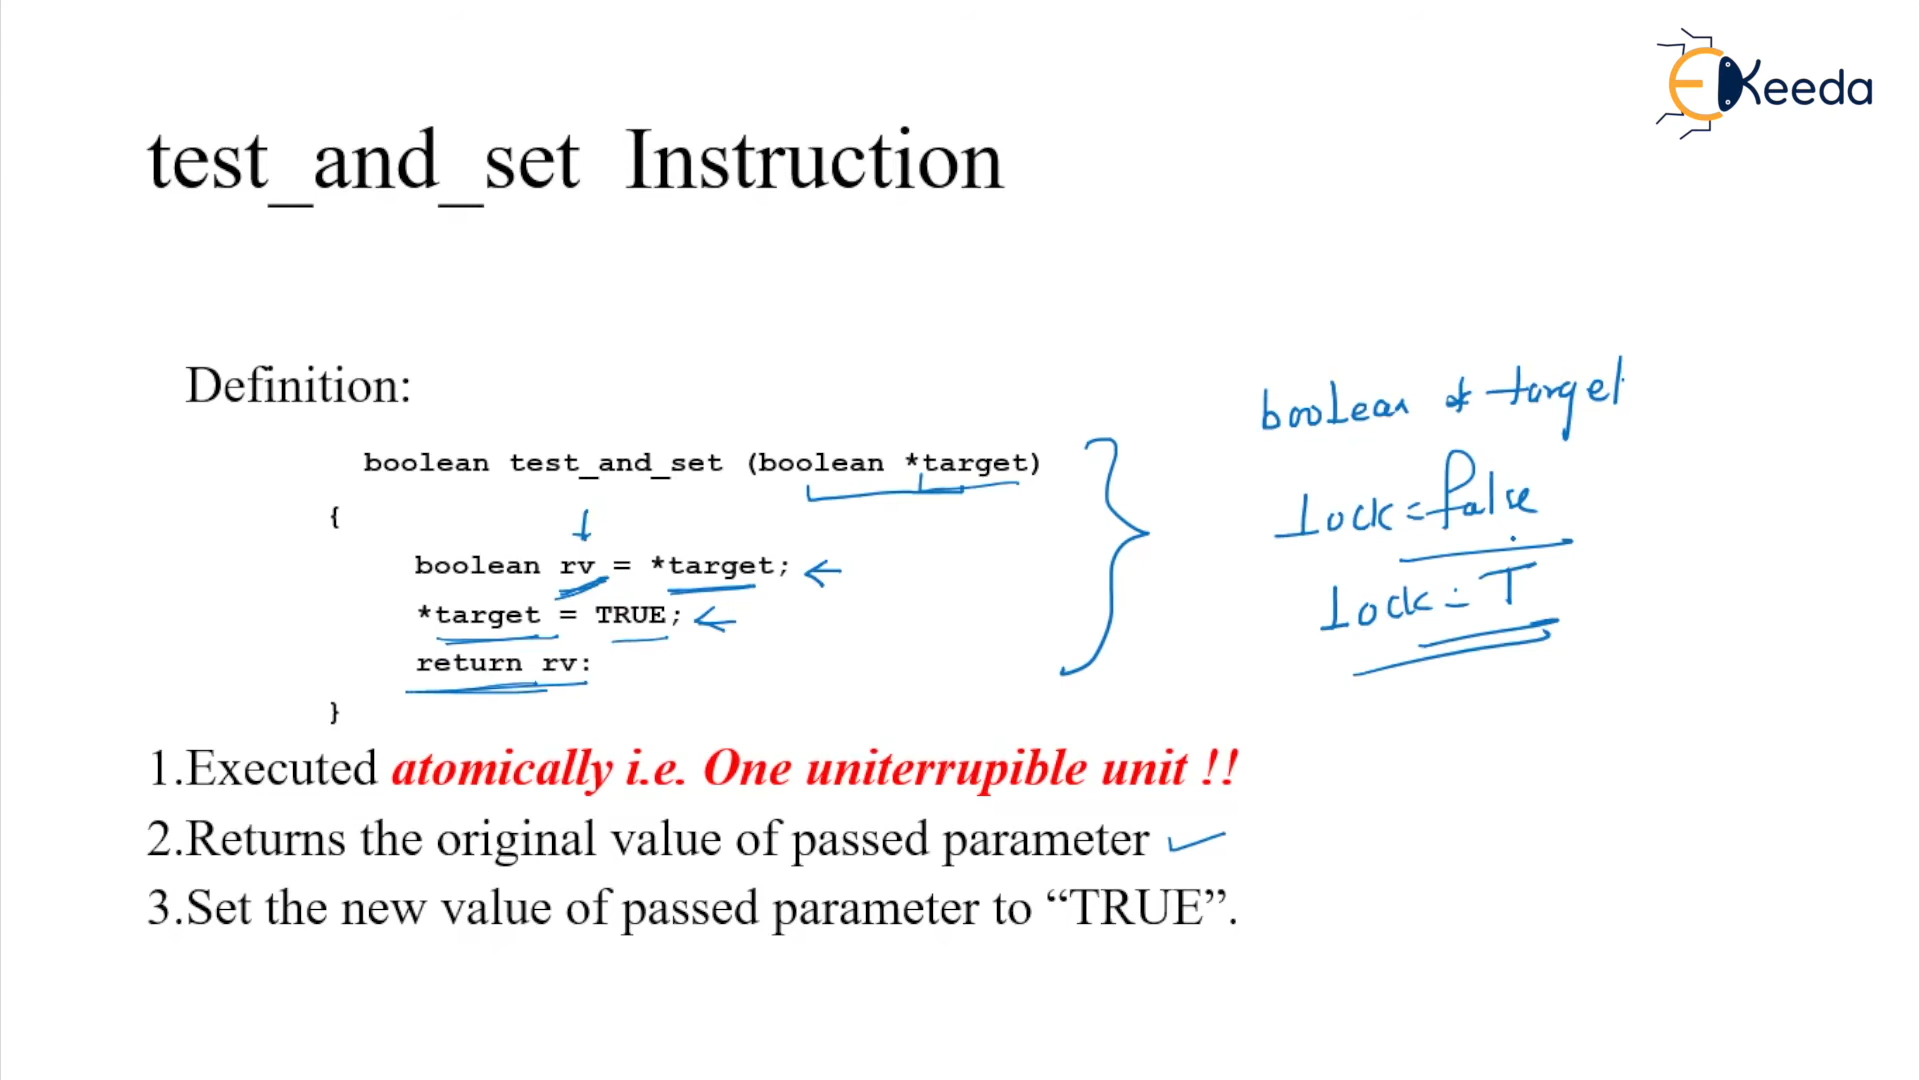 EKeeda
test_and_set Instruction
Definition:
boolean test_and_set (boolean *target)
{
boolean rv = *target;
*target = TRUE;
return rv:
}
boolean * target
Lock = false
Lock = T
1.Executed atomically i.e. One uniterrupible unit !!
2.Returns the original value of passed parameter
3.Set the new value of passed parameter to “TRUE”.